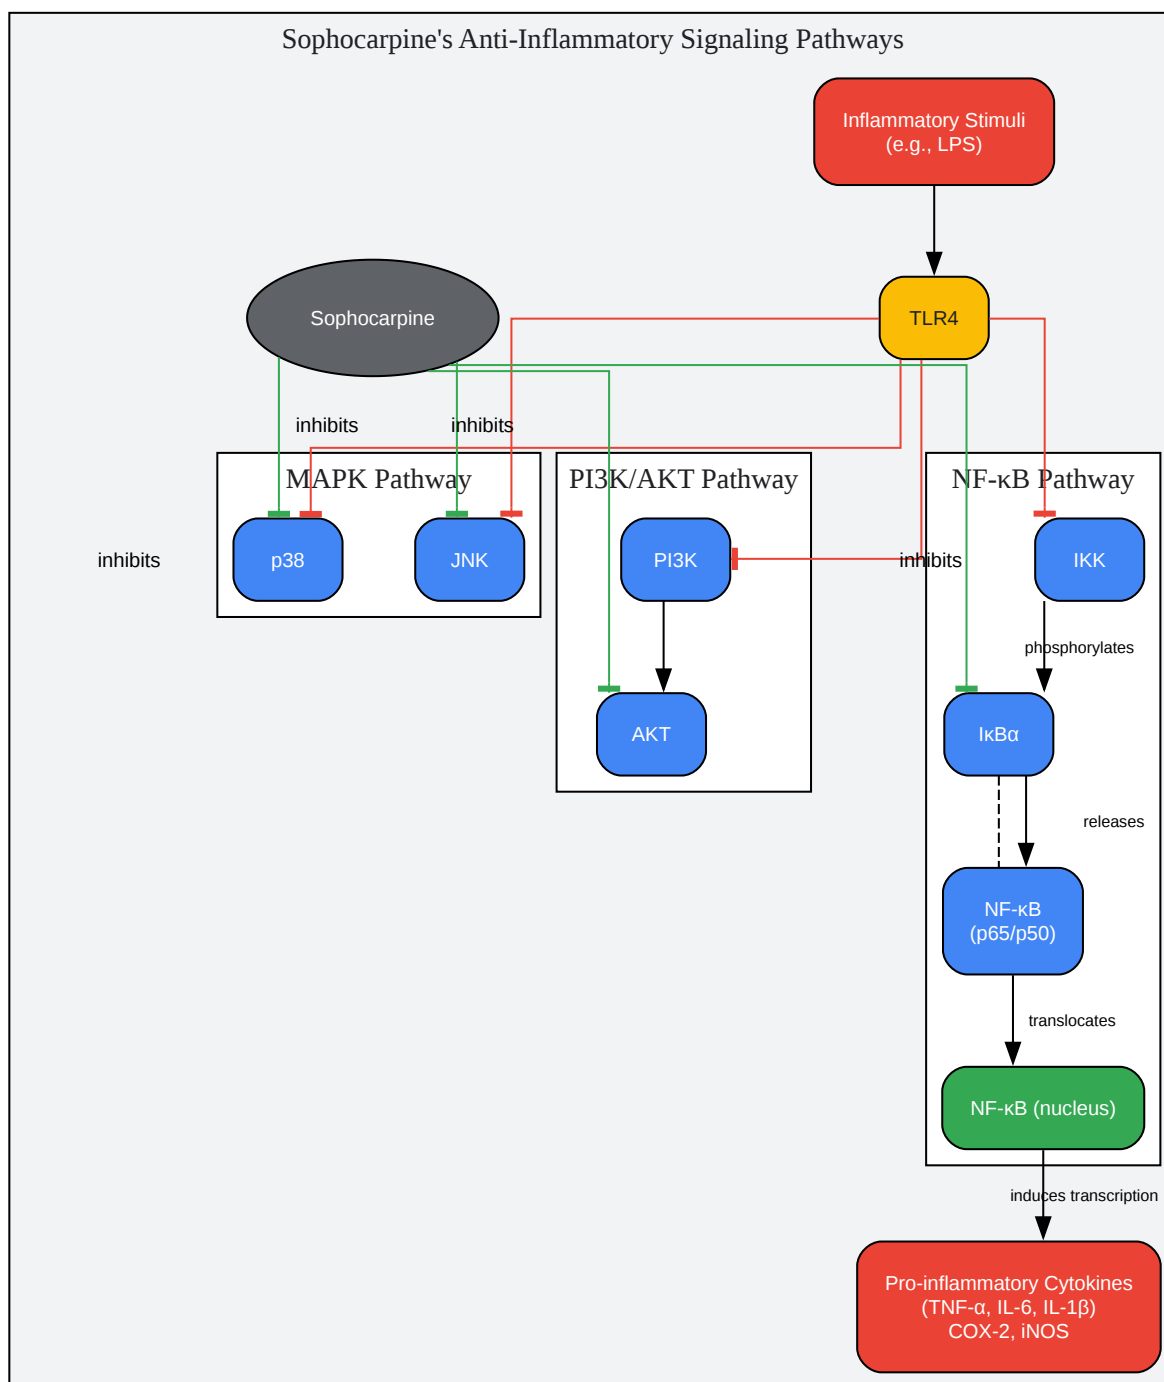 Sophocarpine's Anti-Inflammatory Signaling Pathways
Inflammatory Stimuli
(e.g., LPS)
Sophocarpine
TLR4
inhibits
inhibits
MAPK Pathway
PI3K/AKT Pathway
NF-κB Pathway
inhibits
p38
JNK
PI3K
inhibits
IKK
phosphorylates
AKT
IκBα
releases
NF-κB
(p65/p50)
translocates
NF-κB (nucleus)
induces transcription
Pro-inflammatory Cytokines
(TNF-α, IL-6, IL-1β)
COX-2, iNOS